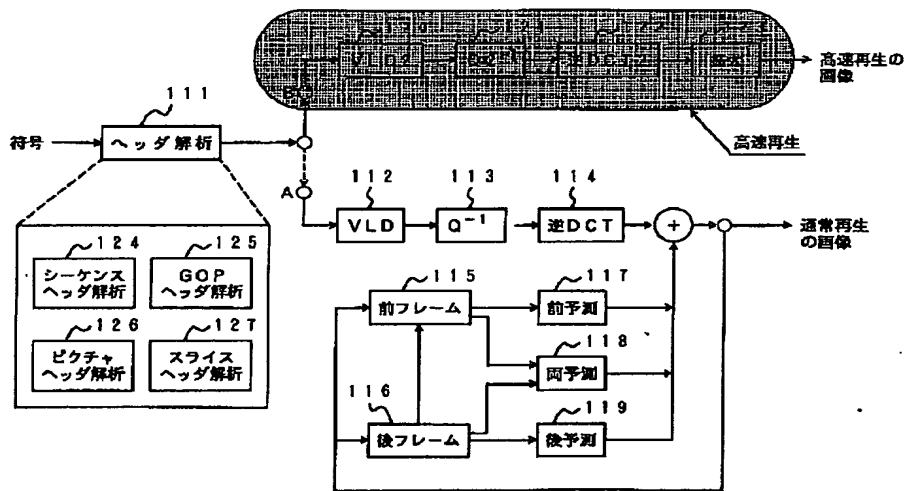 高速再生の
画像
111
符号
ヘッダ解析
高速再生
A
112
113
114
VLD
Q⁻¹
逆DCT
+
通常再生
の画像
124
125
シーケンス
ヘッダ解析
GOP
ヘッダ解析
126
127
ピクチャ
ヘッダ解析
スライス
ヘッダ解析
115
117
前フレーム
前予測
118
両予測
116
119
後フレーム
後予測